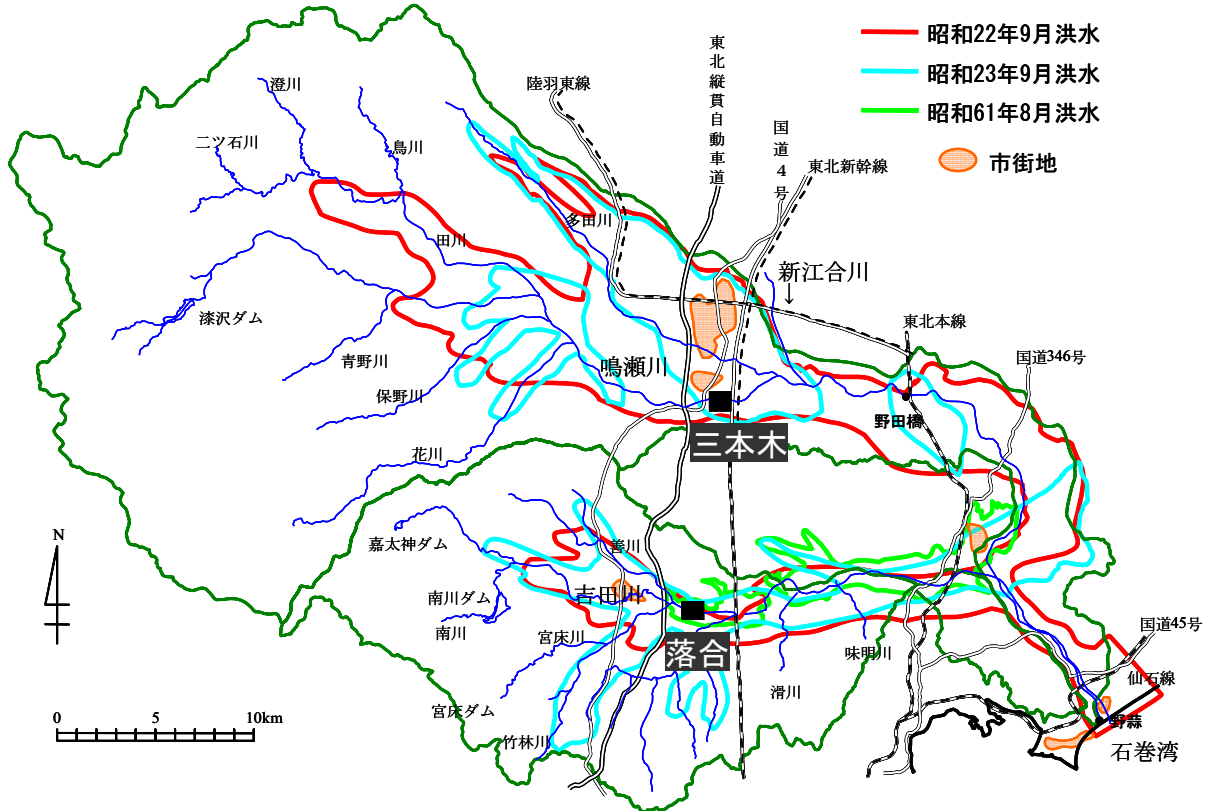 昭和22年9月洪水
昭和23年9月洪水
昭和61年8月洪水
市街地
東北縦貫自動車道
陸羽東線
国道4号
東北新幹線
澄川
二ツ石川
鳥川
多田川
田川
新江合川
↓
漆沢ダム
東北本線
国道346号
青野川
鳴瀬川
保野川
野田橋
三本木
花川
嘉太神ダム
善川
N
南川ダム
吉田川
南川
宮床川
落合
味明川
国道45号
仙石線
滑川
宮床ダム
野蒜
竹林川
石巻湾
0 5 10km